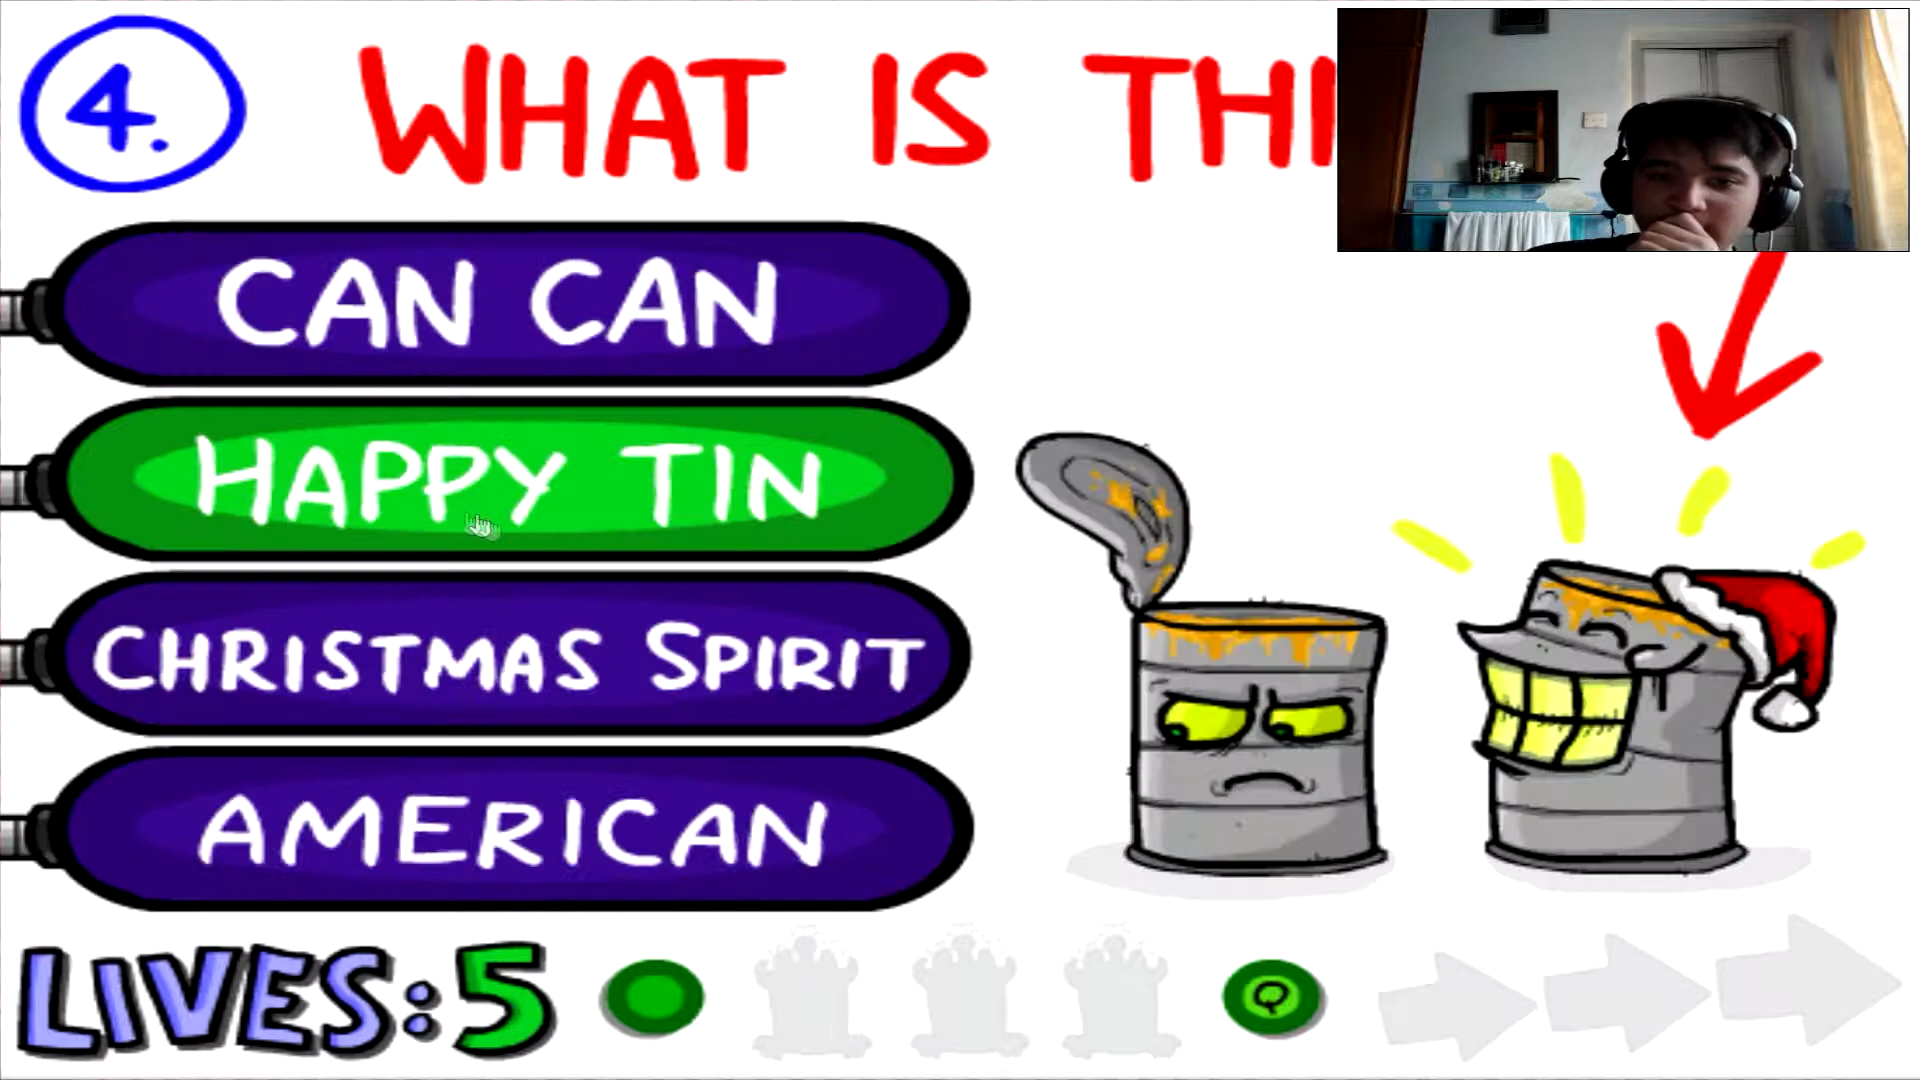 4. WHAT IS THI
CAN CAN
HAPPY TIN
CHRISTMAS SPIRIT
AMERICAN
LIVES: 5
Q